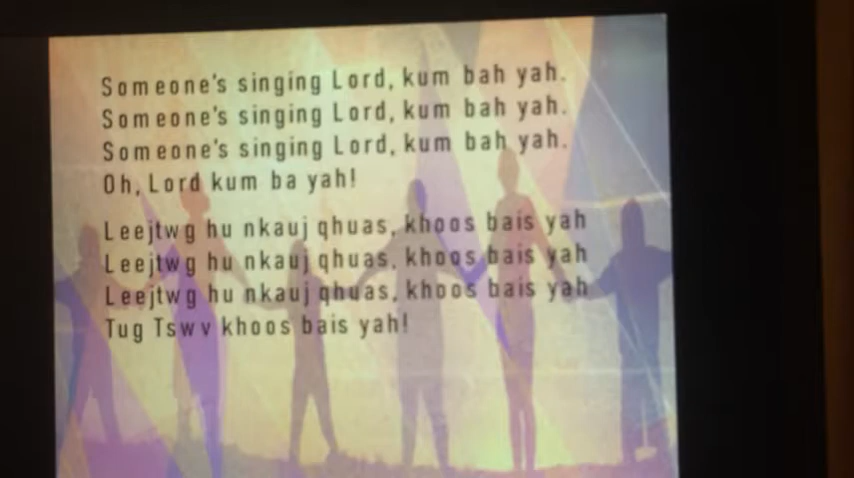 Someone's singing Lord, kum bah yah.
Someone's singing Lord, kum bah yah.
Someone's singing Lord, kum bah yah.
Oh, Lord kum ba yah!
Leejtwg hu nkauj qhuas, khoos bais yah
Leejtwg hu nkauj qhuas, khoos bais yah
Leejtwg hu nkauj qhuas, khoos bais yah
Tug Tswv khoos bais yah!